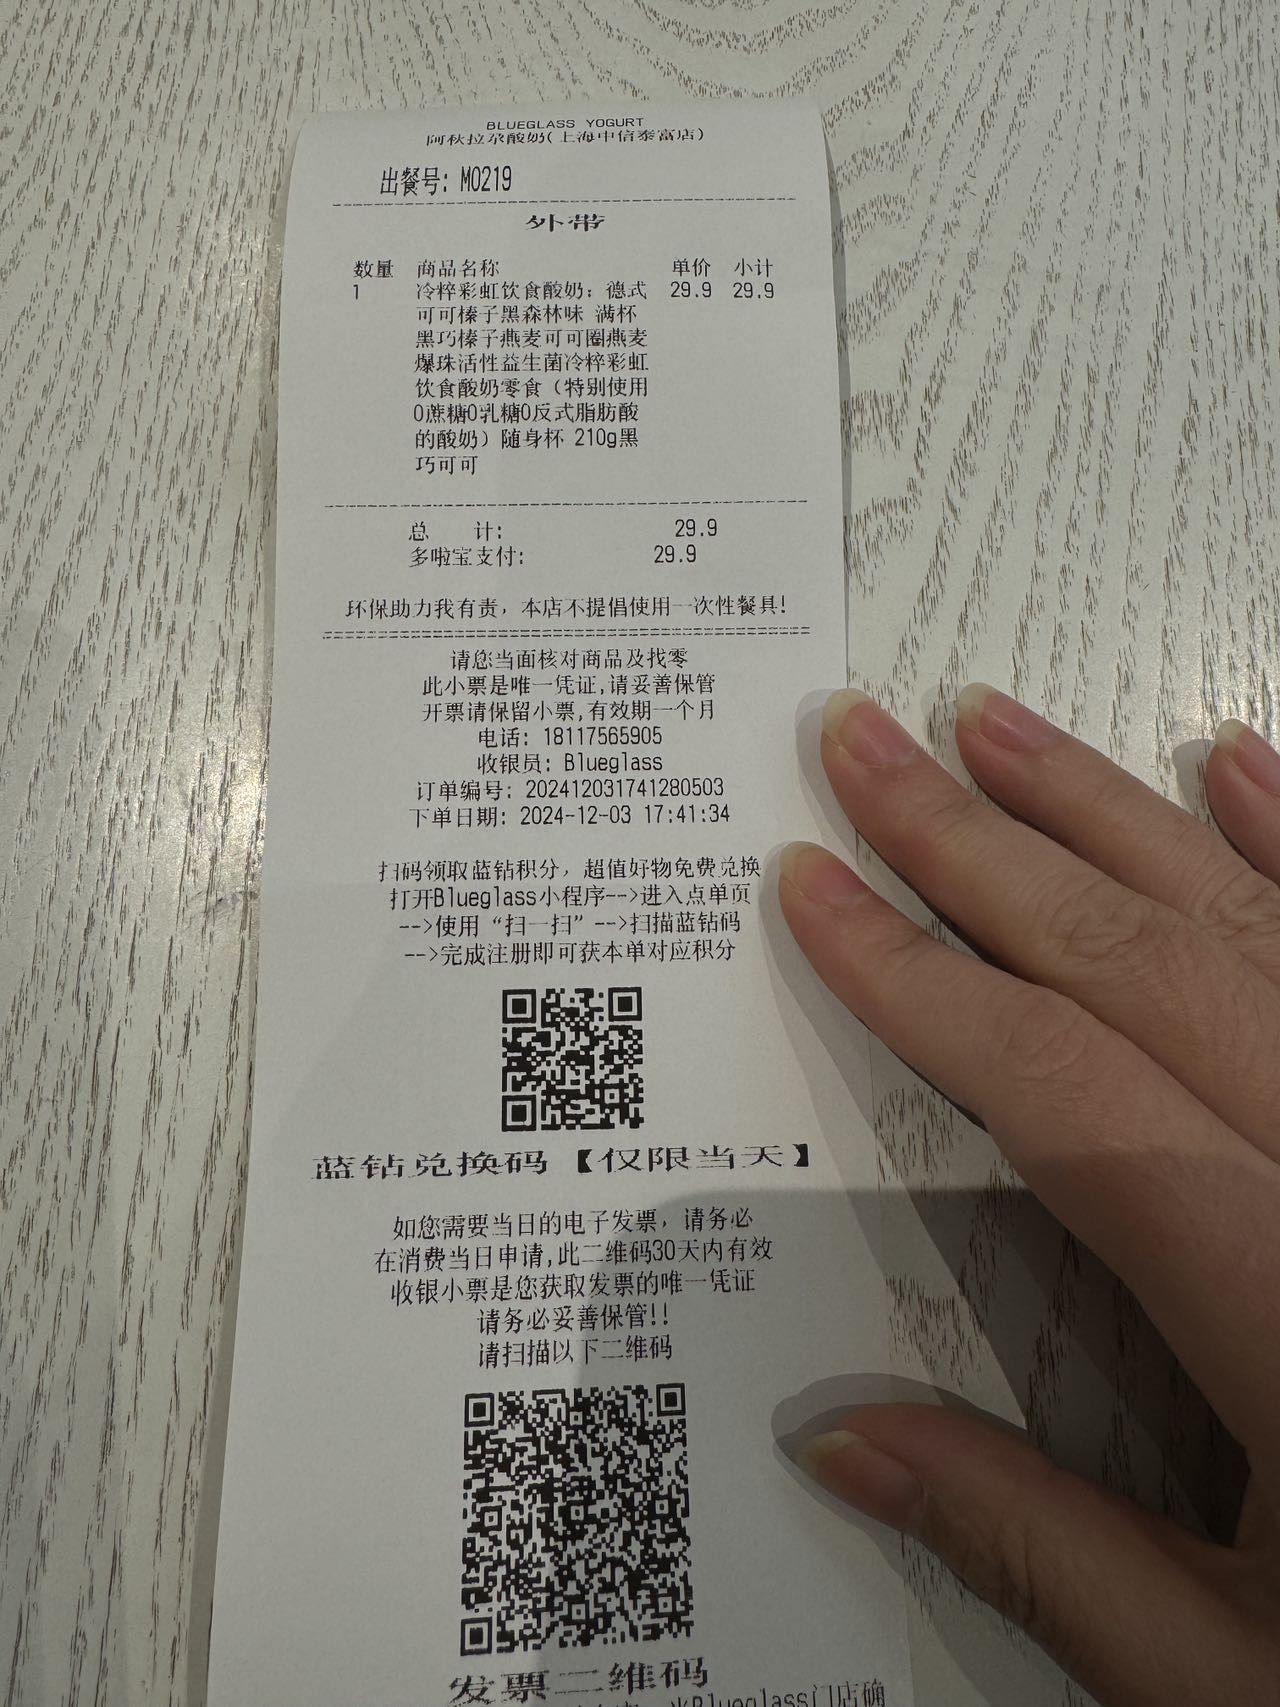 BLUEGLASS YOGURT
阿秋拉尕酸奶(上海中信泰富店)
出餐号: M0219
外带
数量 商品名称 单价 小计
1 冷粹彩虹饮食酸奶：德式 29.9 29.9
可可榛子黑森林味 满杯
黑巧榛子燕麦可可圈燕麦
爆珠活性益生菌冷粹彩虹
饮食酸奶零食（特别使用
0蔗糖0乳糖0反式脂肪酸
的酸奶）随身杯 210g黑
巧可可
总 计: 29.9
多啦宝支付: 29.9
环保助力我有责，本店不提倡使用一次性餐具!
请您当面核对商品及找零
此小票是唯一凭证,请妥善保管
开票请保留小票,有效期一个月
电话: 18117565905
收银员: Blueglass
订单编号: 202412031741280503
下单日期: 2024-12-03 17:41:34
扫码领取蓝钻积分，超值好物免费兑换
打开Blueglass小程序-->进入点单页
-->使用“扫一扫”-->扫描蓝钻码
-->完成注册即可获本单对应积分
蓝钻兑换码【仅限当天】
如您需要当日的电子发票，请务必
在消费当日申请,此二维码30天内有效
收银小票是您获取发票的唯一凭证
请务必妥善保管!!
请扫描以下二维码
发票二维码
Blueglass门店确